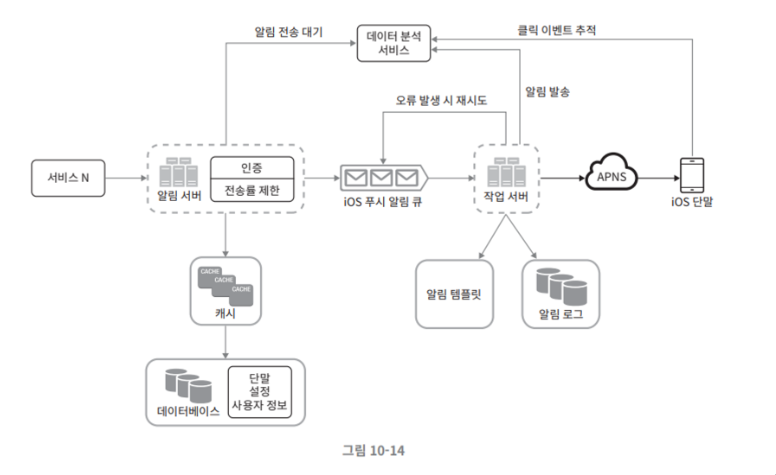 알림 전송 대기
데이터 분석
서비스
클릭 이벤트 추적
알림 발송
오류 발생 시 재시도
서비스 N
알림 서버
인증
전송률 제한
iOS 푸시 알림 큐
작업 서버
APNS
iOS 단말
CACHE
CACHE
CACHE
캐시
알림 템플릿
알림 로그
데이터베이스
단말
설정
사용자 정보
그림 10-14